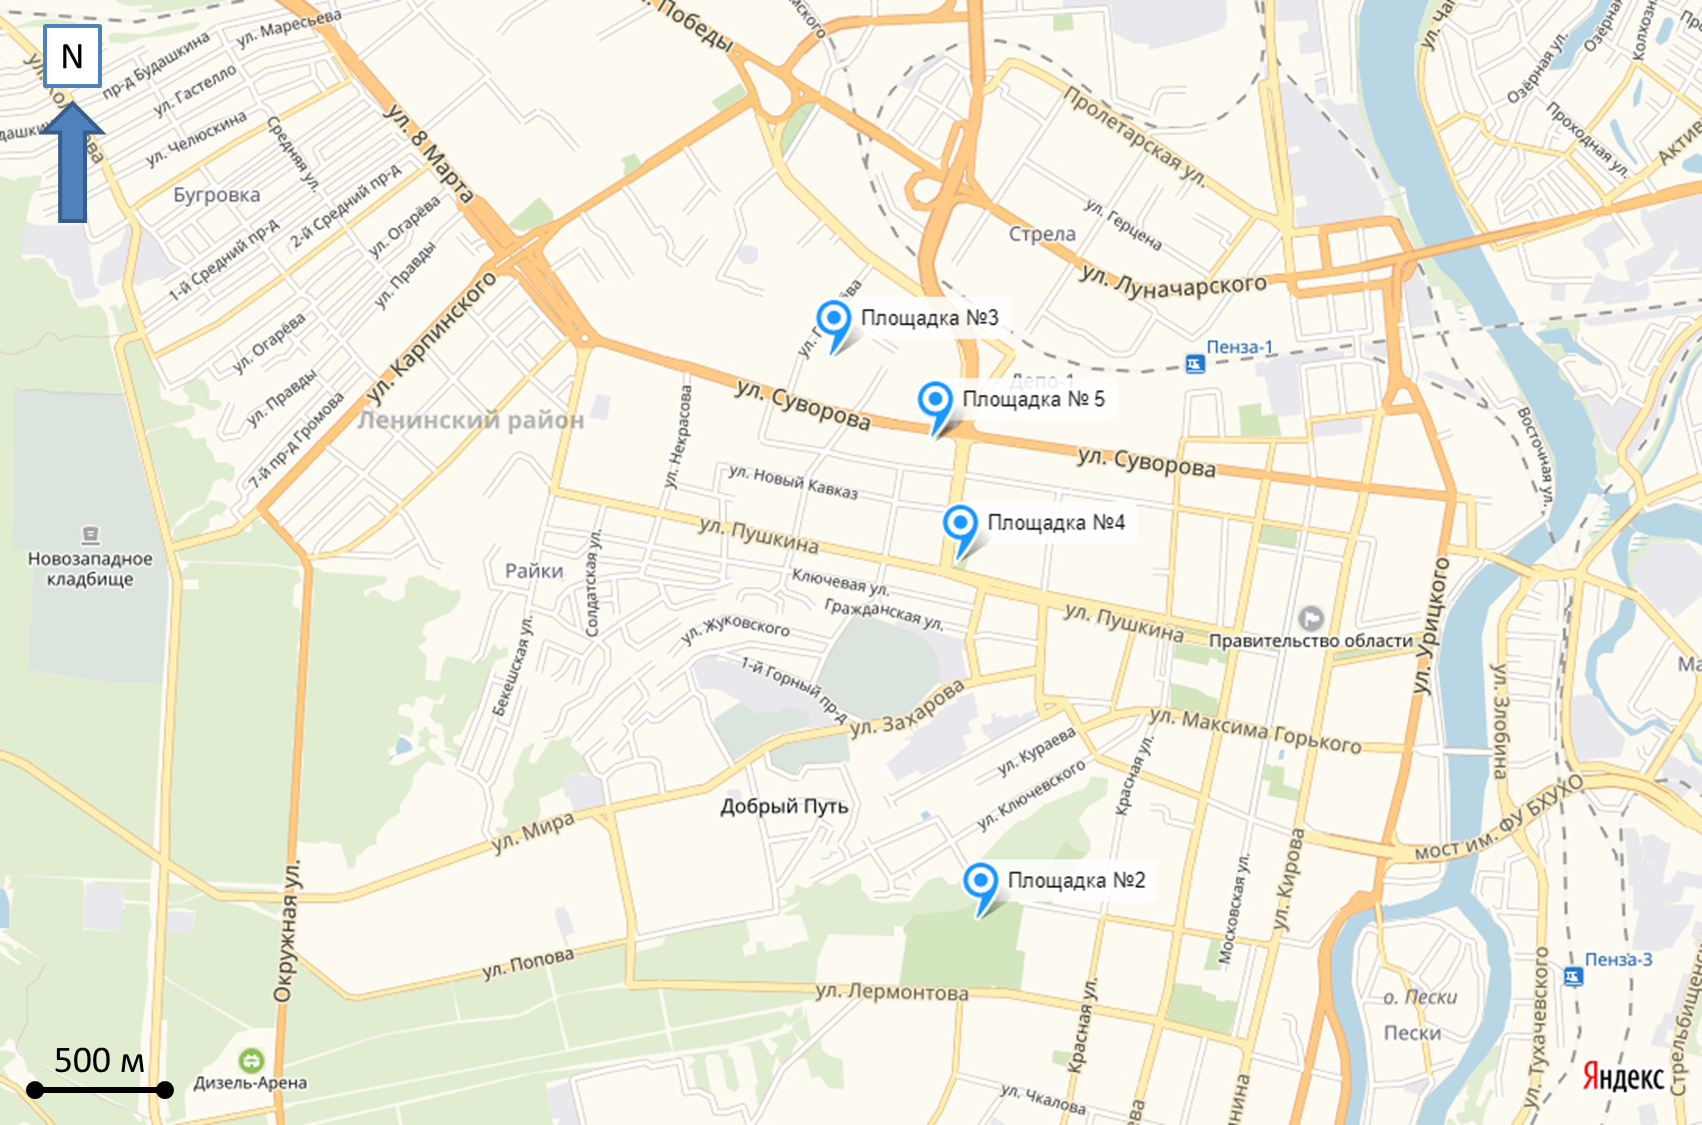 ул. Победы
ул. Маресьева
N
пр-д Будашкина
ул. Гастелло
ул. Челюскина
Средняя ул.
ул. 8 Марта
Бугровка
2-й Средний пр-д
1-й Средний пр-д
ул. Огарёва
ул. Правды
ул. Карпинского
ул. Огарёва
ул. Правды
7-й пр-д Громова
Ленинский район
Пролетарская ул.
ул. Герцена
Стрела
ул. Луначарского
Озёрная ул.
Проходная ул.
Площадка №3
Пенза-1
Депо-1
Площадка № 5
ул. Суворова
ул. Суворова
ул. Некрасова
ул. Новый Кавказ
Восточная ул.
Площадка №4
ул. Пушкина
Новозападное
кладбище
Райки
Солдатская ул.
Ключевая ул.
Гражданская ул.
ул. Пушкина
Правительство области
ул. Урицкого
ул. Жуковского
Бекешская ул.
1-й Горный пр-д
ул. Захарова
ул. Максима Горького
ул. Злобина
ул. Кураева
ул. Ключевского
Красная ул.
Добрый Путь
ул. Мира
мост им. ФУ БХУХО
Площадка №2
Московская ул.
ул. Кирова
Окружная ул.
ул. Попова
ул. Лермонтова
Пенза-3
о. Пески
Пески
Красная ул.
ул. Тухачевского
500 м
Дизель-Арена
ул. Чкалова
Яндекс